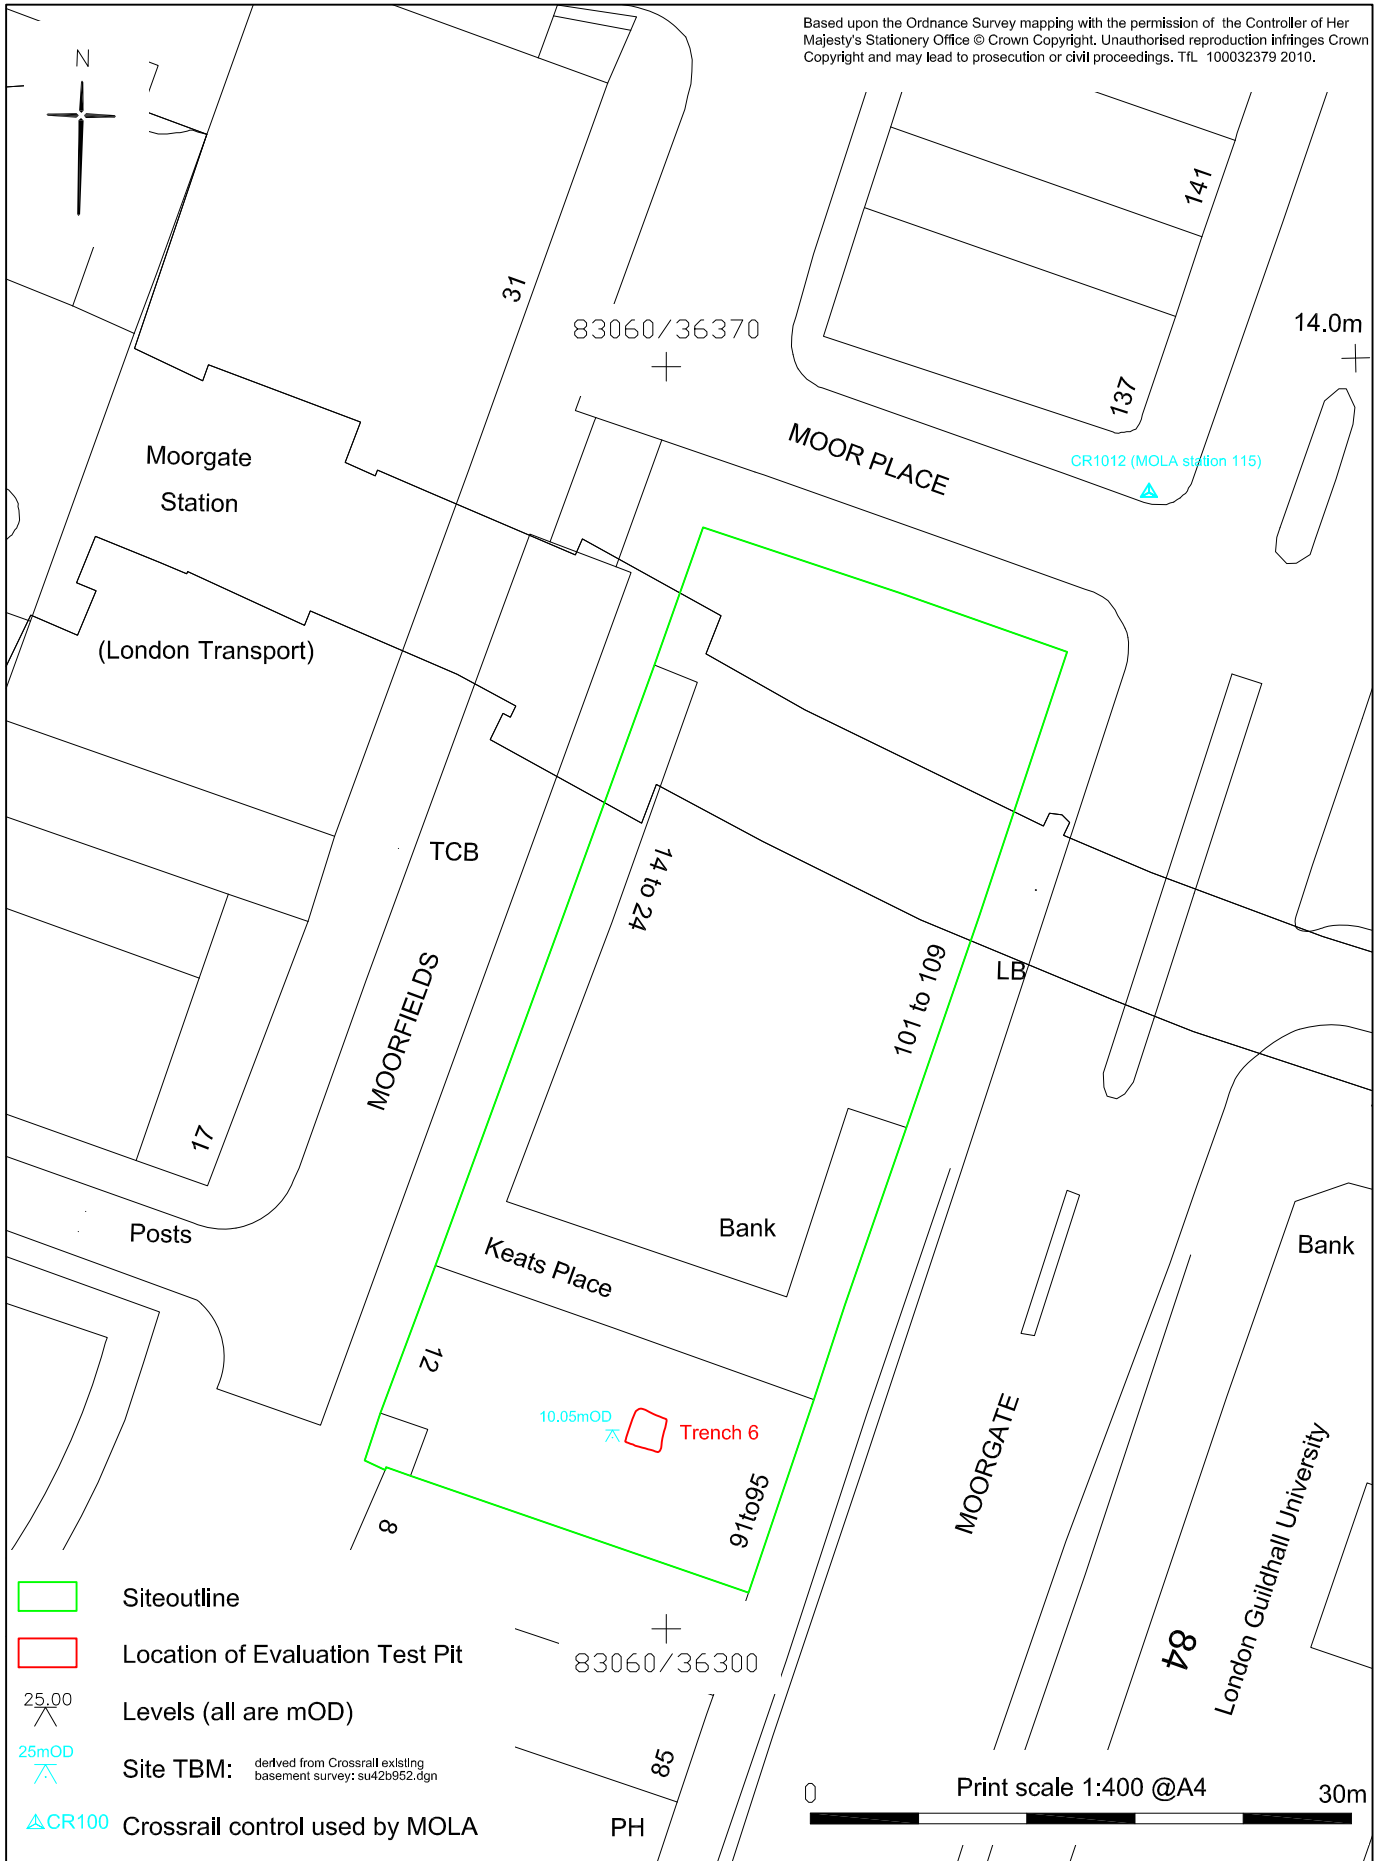 Based upon the Ordnance Survey mapping with the permission of the Controller of Her
Majesty's Stationery Office © Crown Copyright. Unauthorised reproduction infringes Crown
Copyright and may lead to prosecution or civil proceedings. TfL 100032379 2010.
N
141
31
83060/36370
14.0m
137
MOOR PLACE
Moorgate
Station
CR1012 (MOLA station 115)
(London Transport)
TCB
14 to 24
MOORFIELDS
101 to 109
LB
17
Posts
Bank
Keats Place
Bank
12
10.05mOD
Trench 6
MOORGATE
91to95
8
London Guildhall University
84
83060/36300
85
PH
Siteoutline
Location of Evaluation Test Pit
25.00
Levels (all are mOD)
25mOD
Site TBM: derived from Crossrail existing
basement survey: su42b952.dgn
CR100 Crossrail control used by MOLA
Print scale 1:400 @A4
0 30m